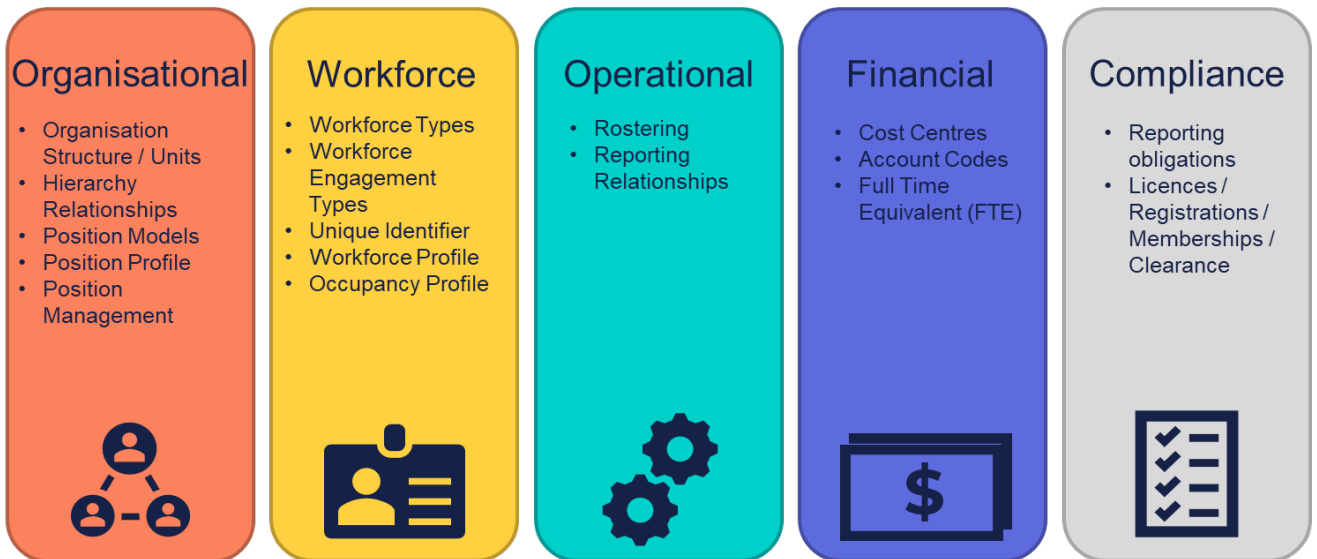 Organisational
• Organisation
Structure / Units
• Hierarchy
Relationships
• Position Models
• Position Profile
• Position
Management
Workforce
• Workforce Types
• Workforce
Engagement
Types
• Unique Identifier
• Workforce Profile
• Occupancy Profile
Operational
• Rostering
• Reporting
Relationships
Financial
• Cost Centres
• Account Codes
• Full Time
Equivalent (FTE)
$
Compliance
• Reporting
obligations
• Licences /
Registrations /
Memberships /
Clearance